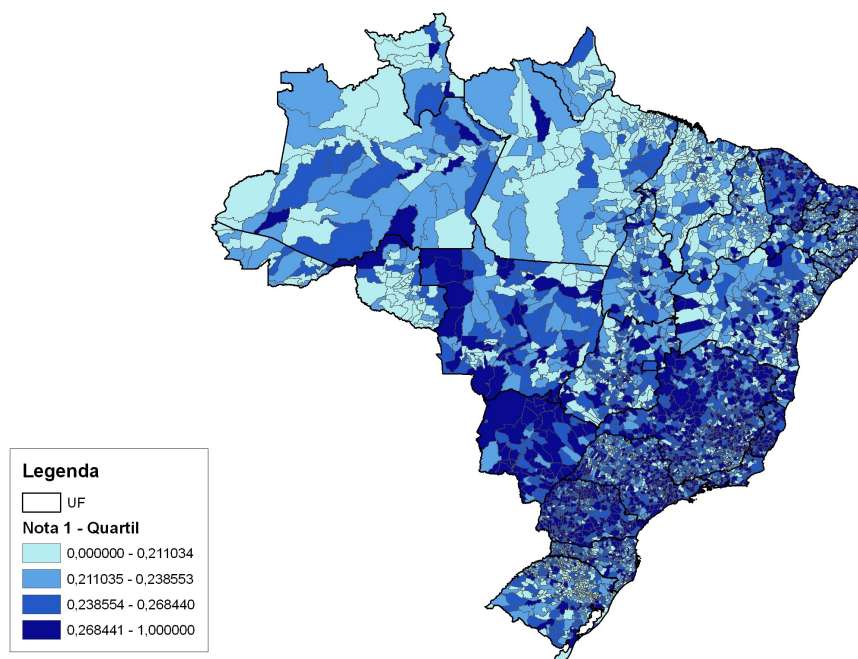 Legenda
UF
Nota 1 - Quartil
0,000000 - 0,211034
0,211035 - 0,238553
0,238554 - 0,268440
0,268441 - 1,000000